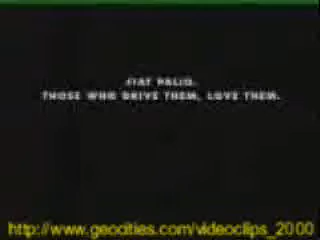 FIAT PALIO.
THOSE WHO DRIVE THEM, LOVE THEM.
http://www.geocities.com/videoclips_2000